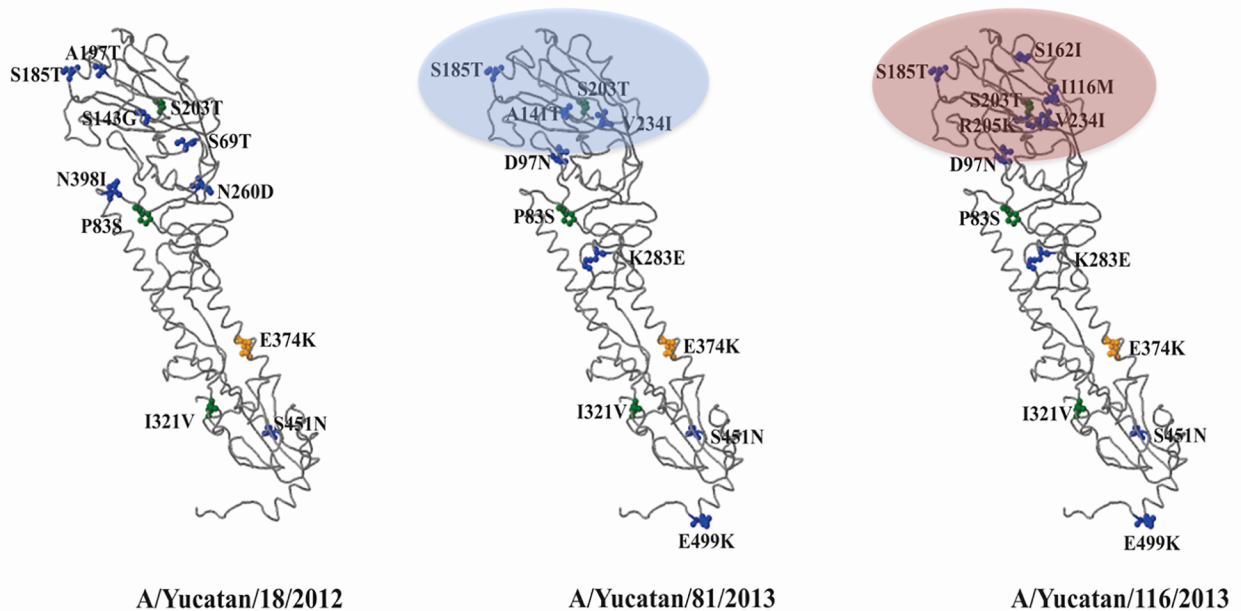 A197T
S185T
S203T
S143G
S69T
N398I
N260D
P83S
E374K
I321V
S451N
A/Yucatan/18/2012
S185T
S203T
A141T
V234I
D97N
P83S
K283E
E374K
I321V
S451N
E499K
A/Yucatan/81/2013
S162I
S185T
I116M
S203T
R205K
V234I
D97N
P83S
K283E
E374K
I321V
S451N
E499K
A/Yucatan/116/2013